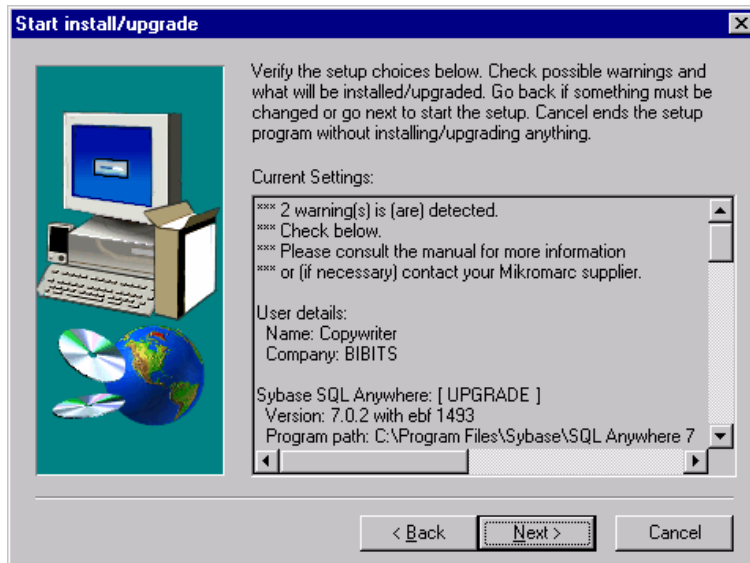 Start install/upgrade
Verify the setup choices below. Check possible warnings and
what will be installed/upgraded. Go back if something must be
changed or go next to start the setup. Cancel ends the setup
program without installing/upgrading anything.
Current Settings:
*** 2 warning(s) is (are) detected.
*** Check below.
*** Please consult the manual for more information
*** or (if necessary) contact your Mikromarc supplier.
User details:
Name: Copywriter
Company: BIBITS
Sybase SQL Anywhere: [ UPGRADE ]
Version: 7.0.2 with ebf 1493
Program path: C:\Program Files\Sybase\SQL Anywhere 7
< Back
Next >
Cancel